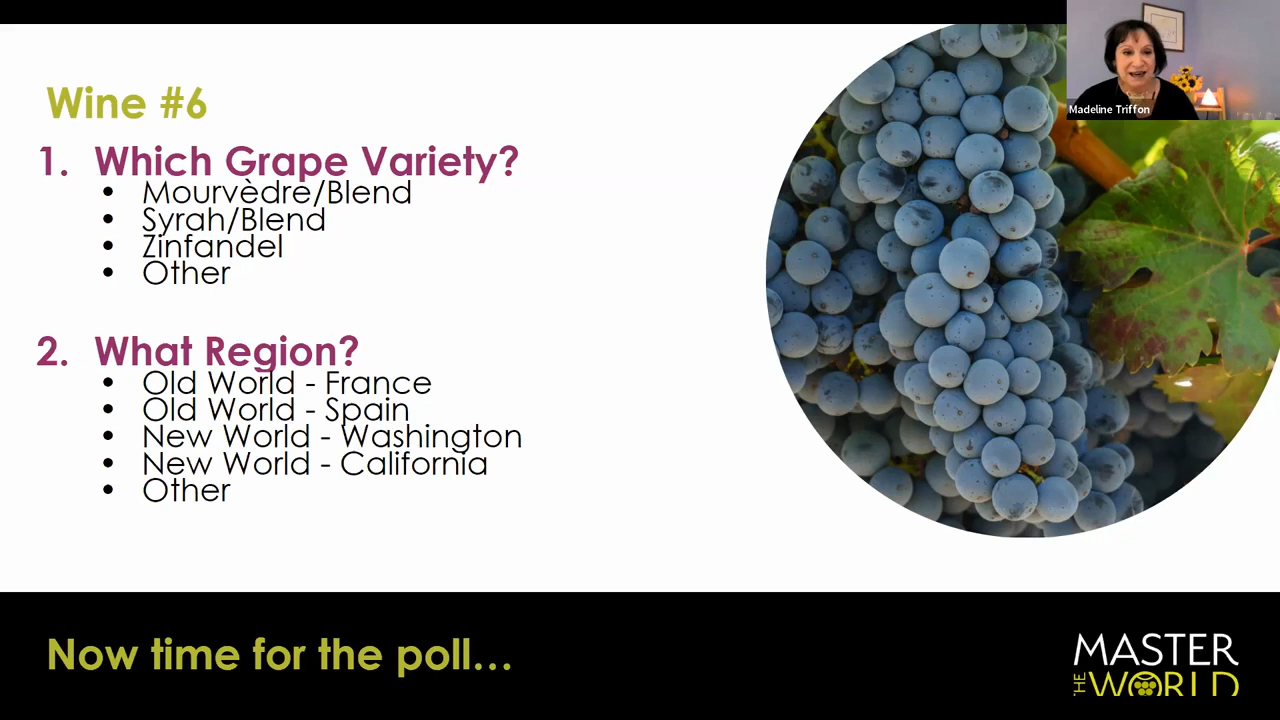 Madeline Triffon
Wine #6
1. Which Grape Variety?
• Mourvèdre/Blend
• Syrah/Blend
• Zinfandel
• Other
2. What Region?
• Old World - France
• Old World - Spain
• New World - Washington
• New World - California
• Other
Now time for the poll...
MASTER
THE WORLD